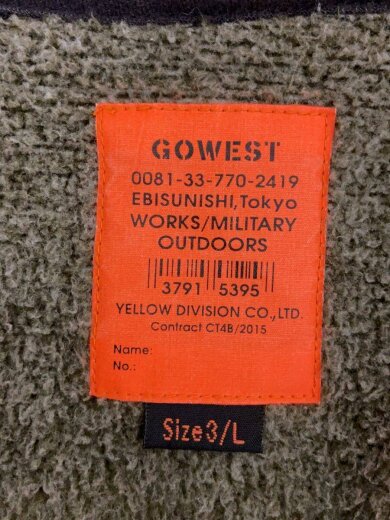 GOWEST
0081-33-770-2419
EBISUNISHI,Tokyo
WORKS/MILITARY
OUTDOORS
3791 5395
YELLOW DIVISION CO.,LTD.
Contract CT4B/2015
Name:
No.:
Size3/L